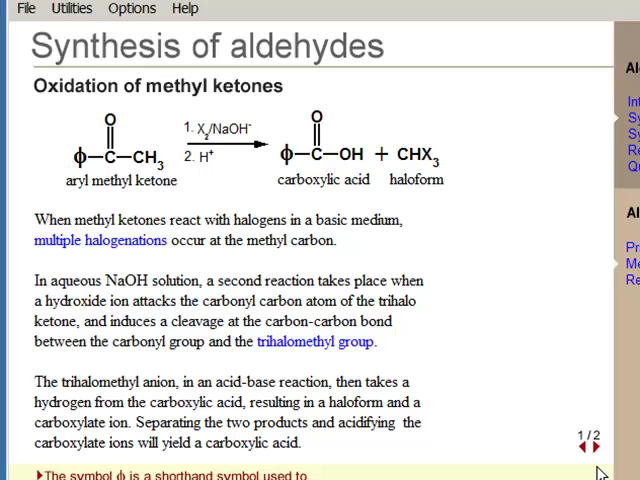 File Utilities Options Help
Synthesis of aldehydes
Oxidation of methyl ketones
O
ϕ—C—CH3
1. X2/NaOH-
2. H+
O
ϕ—C—OH + CHX3
aryl methyl ketone
carboxylic acid haloform
When methyl ketones react with halogens in a basic medium,
multiple halogenations occur at the methyl carbon.
In aqueous NaOH solution, a second reaction takes place when
a hydroxide ion attacks the carbonyl carbon atom of the trihalo
ketone, and induces a cleavage at the carbon-carbon bond
between the carbonyl group and the trihalomethyl group.
The trihalomethyl anion, in an acid-base reaction, then takes a
hydrogen from the carboxylic acid, resulting in a haloform and a
carboxylate ion. Separating the two products and acidifying the
carboxylate ions will yield a carboxylic acid.
1/2
The symbol ϕ is a shorthand symbol used to